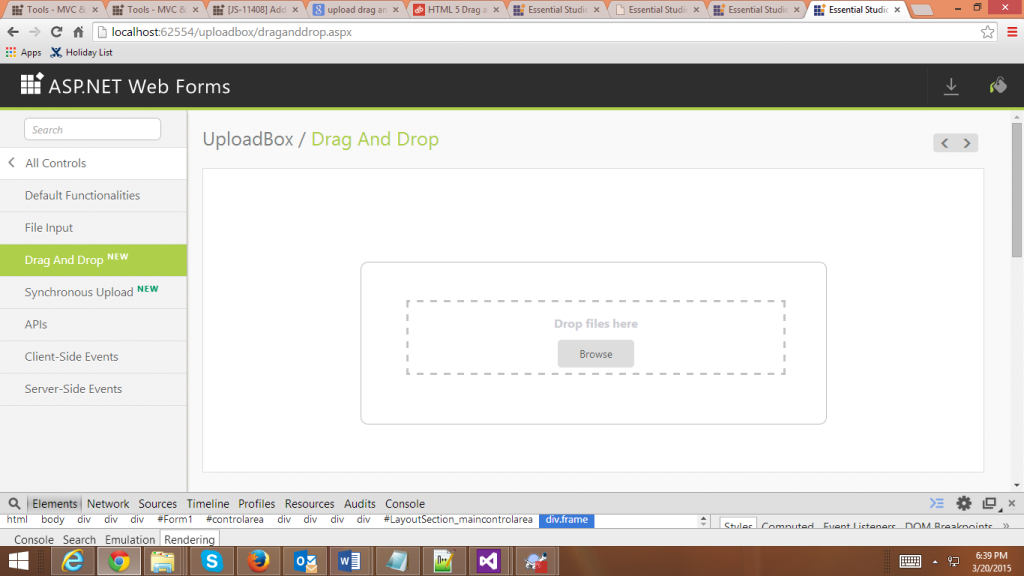 Tools - MVC &
Tools - MVC &
[JS-11408] Add
upload drag an
HTML 5 Drag a
Essential Studio
Essential Studio
Essential Studio
Essential Studio
localhost:62554/uploadbox/draganddrop.aspx
Apps
Holiday List
ASP.NET Web Forms
Search
All Controls
Default Functionalities
File Input
Drag And Drop NEW
Synchronous Upload NEW
APIs
Client-Side Events
Server-Side Events
UploadBox / Drag And Drop
Drop files here
Browse
Elements Network Sources Timeline Profiles Resources Audits Console
html body div div div #Form1 #controlarea div div div div #LayoutSection_maincontrolarea div.frame
Styles Computed Event Listeners DOM Breakpoints »
Console Search Emulation Rendering
6:39 PM
3/20/2015